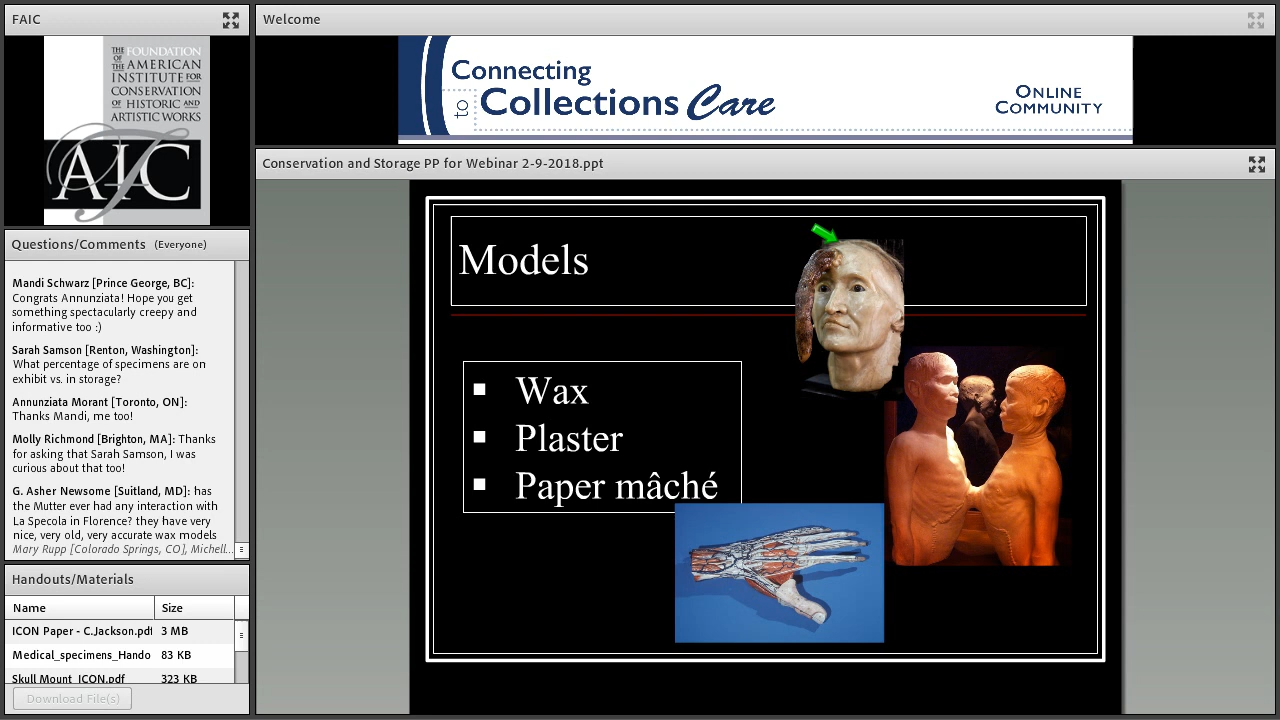 FAIC
THE FOUNDATION
OF THE AMERICAN
INSTITUTE FOR
CONSERVATION
OF HISTORIC AND
ARTISTIC WORKS
AIC
Questions/Comments (Everyone)
Mandi Schwarz [Prince George, BC]:
Congrats Annunziata! Hope you get
something spectacularly creepy and
informative too :)
Sarah Samson [Renton, Washington]:
What percentage of specimens are on
exhibit vs. in storage?
Annunziata Morant [Toronto, ON]:
Thanks Mandi, me too!
Molly Richmond [Brighton, MA]: Thanks
for asking that Sarah Samson, I was
curious about that too!
G. Asher Newsome [Suitland, MD]: has
the Mutter ever had any interaction with
La Specola in Florence? they have very
nice, very old, very accurate wax models
Mary Rupp [Colorado Springs, CO], Michell...
Handouts/Materials
Name Size
ICON Paper - C.Jackson.pdf 3 MB
Medical_specimens_Hando 83 KB
Skull Mount_ICON.pdf 323 KB
Download File(s)
Welcome
Connecting
to Collections Care
ONLINE
COMMUNITY
Conservation and Storage PP for Webinar 2-9-2018.ppt
Models
▪ Wax
▪ Plaster
▪ Paper mâché